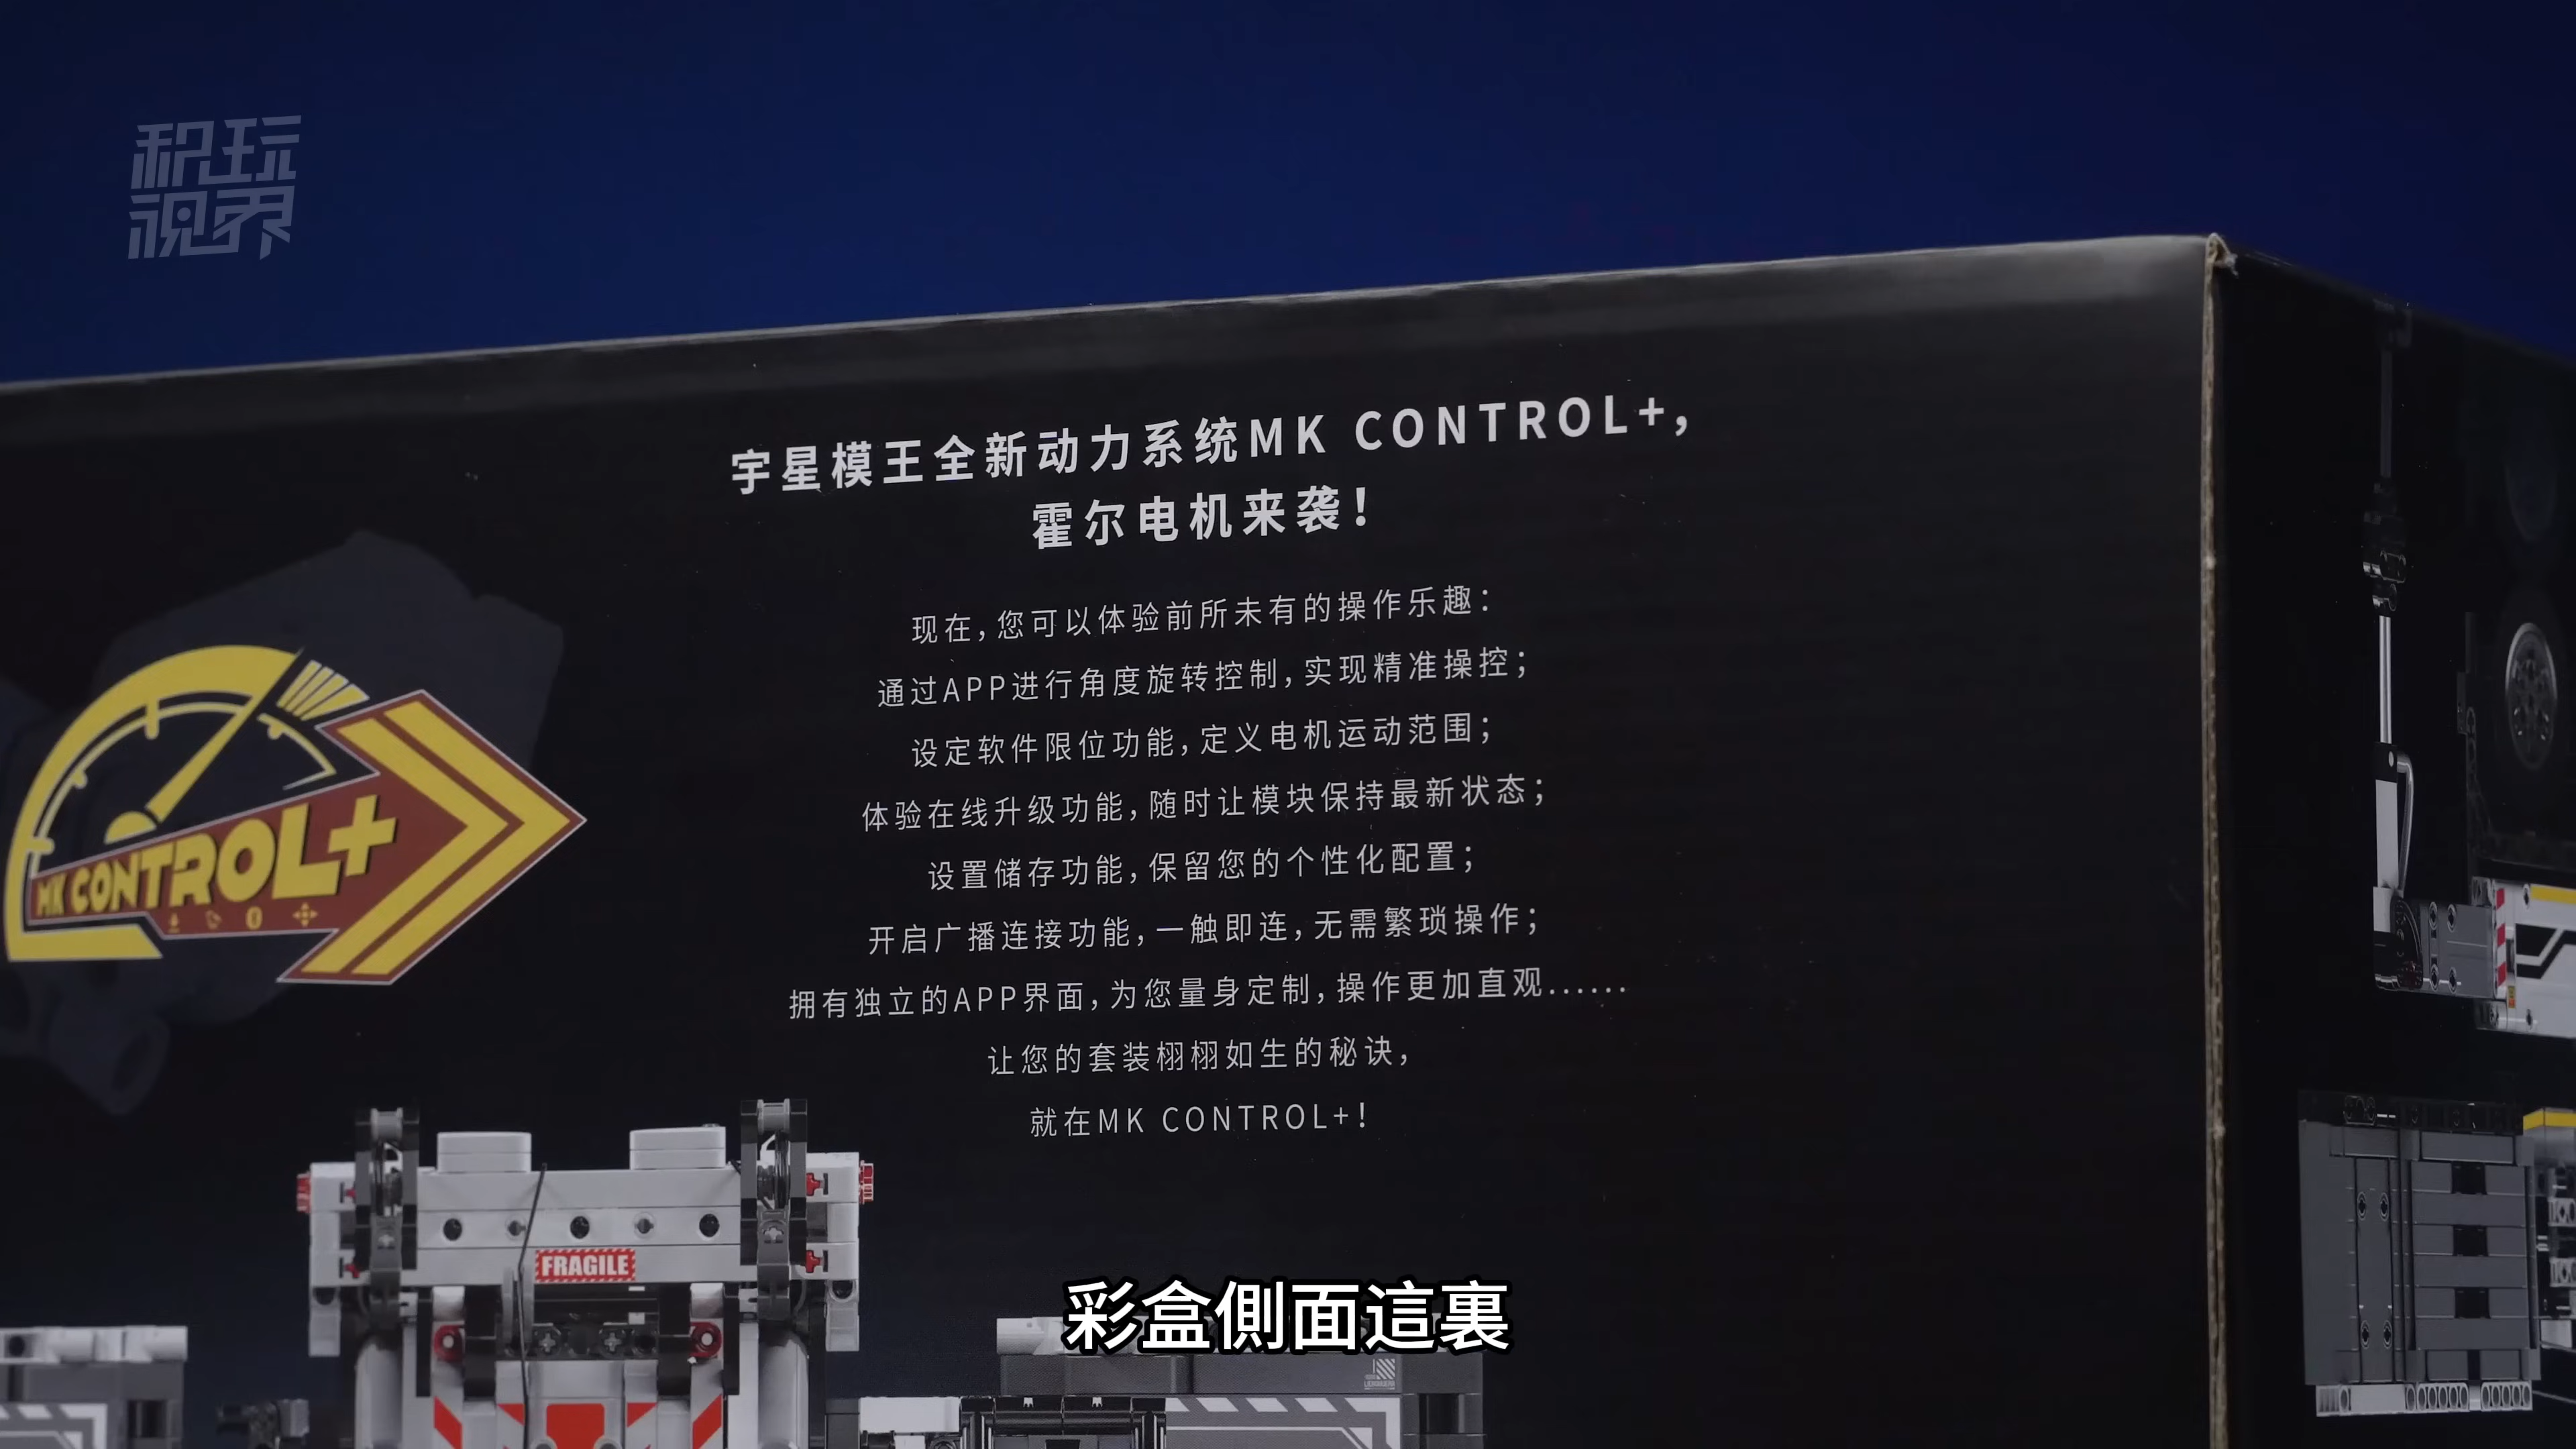 积玩
视界
宇星模王全新动力系统MK CONTROL+,
霍尔电机来袭!
现在,您可以体验前所未有的操作乐趣:
通过APP进行角度旋转控制,实现精准操控;
设定软件限位功能,定义电机运动范围;
体验在线升级功能,随时让模块保持最新状态;
设置储存功能,保留您的个性化配置;
开启广播连接功能,一触即连,无需繁琐操作;
拥有独立的APP界面,为您量身定制,操作更加直观......
让您的套装栩栩如生的秘诀,
就在MK CONTROL+!
MK CONTROL+
FRAGILE
彩盒側面這裏